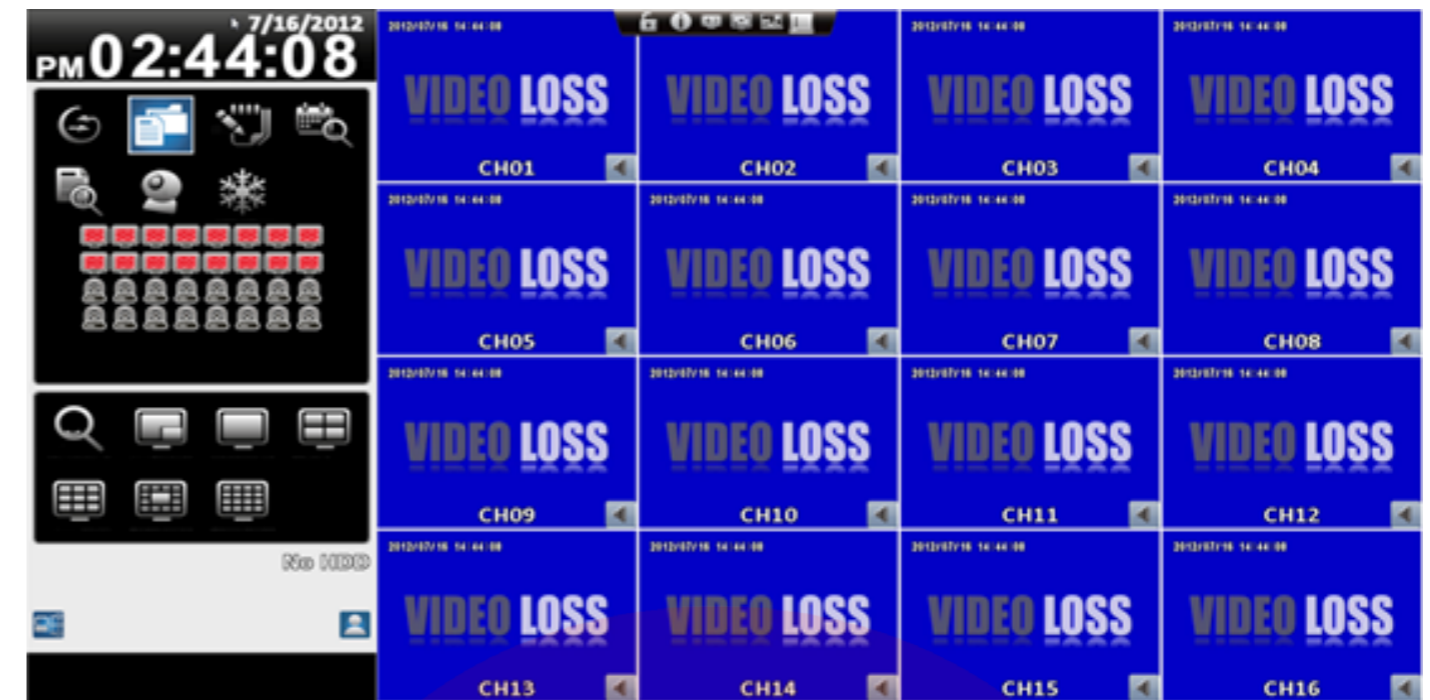 7/16/2012
PM 02:44:08
No HDD
2012/07/16 14:44:08 2012/07/16 14:44:08 2012/07/16 14:44:08
VIDEO LOSS VIDEO LOSS VIDEO LOSS VIDEO LOSS
CH01 CH02 CH03 CH04
2012/07/16 14:44:08 2012/07/16 14:44:08 2012/07/16 14:44:08 2012/07/16 14:44:08
VIDEO LOSS VIDEO LOSS VIDEO LOSS VIDEO LOSS
CH05 CH06 CH07 CH08
2012/07/16 14:44:08 2012/07/16 14:44:08 2012/07/16 14:44:08 2012/07/16 14:44:08
VIDEO LOSS VIDEO LOSS VIDEO LOSS VIDEO LOSS
CH09 CH10 CH11 CH12
2012/07/16 14:44:08 2012/07/16 14:44:08 2012/07/16 14:44:08 2012/07/16 14:44:08
VIDEO LOSS VIDEO LOSS VIDEO LOSS VIDEO LOSS
CH13 CH14 CH15 CH16